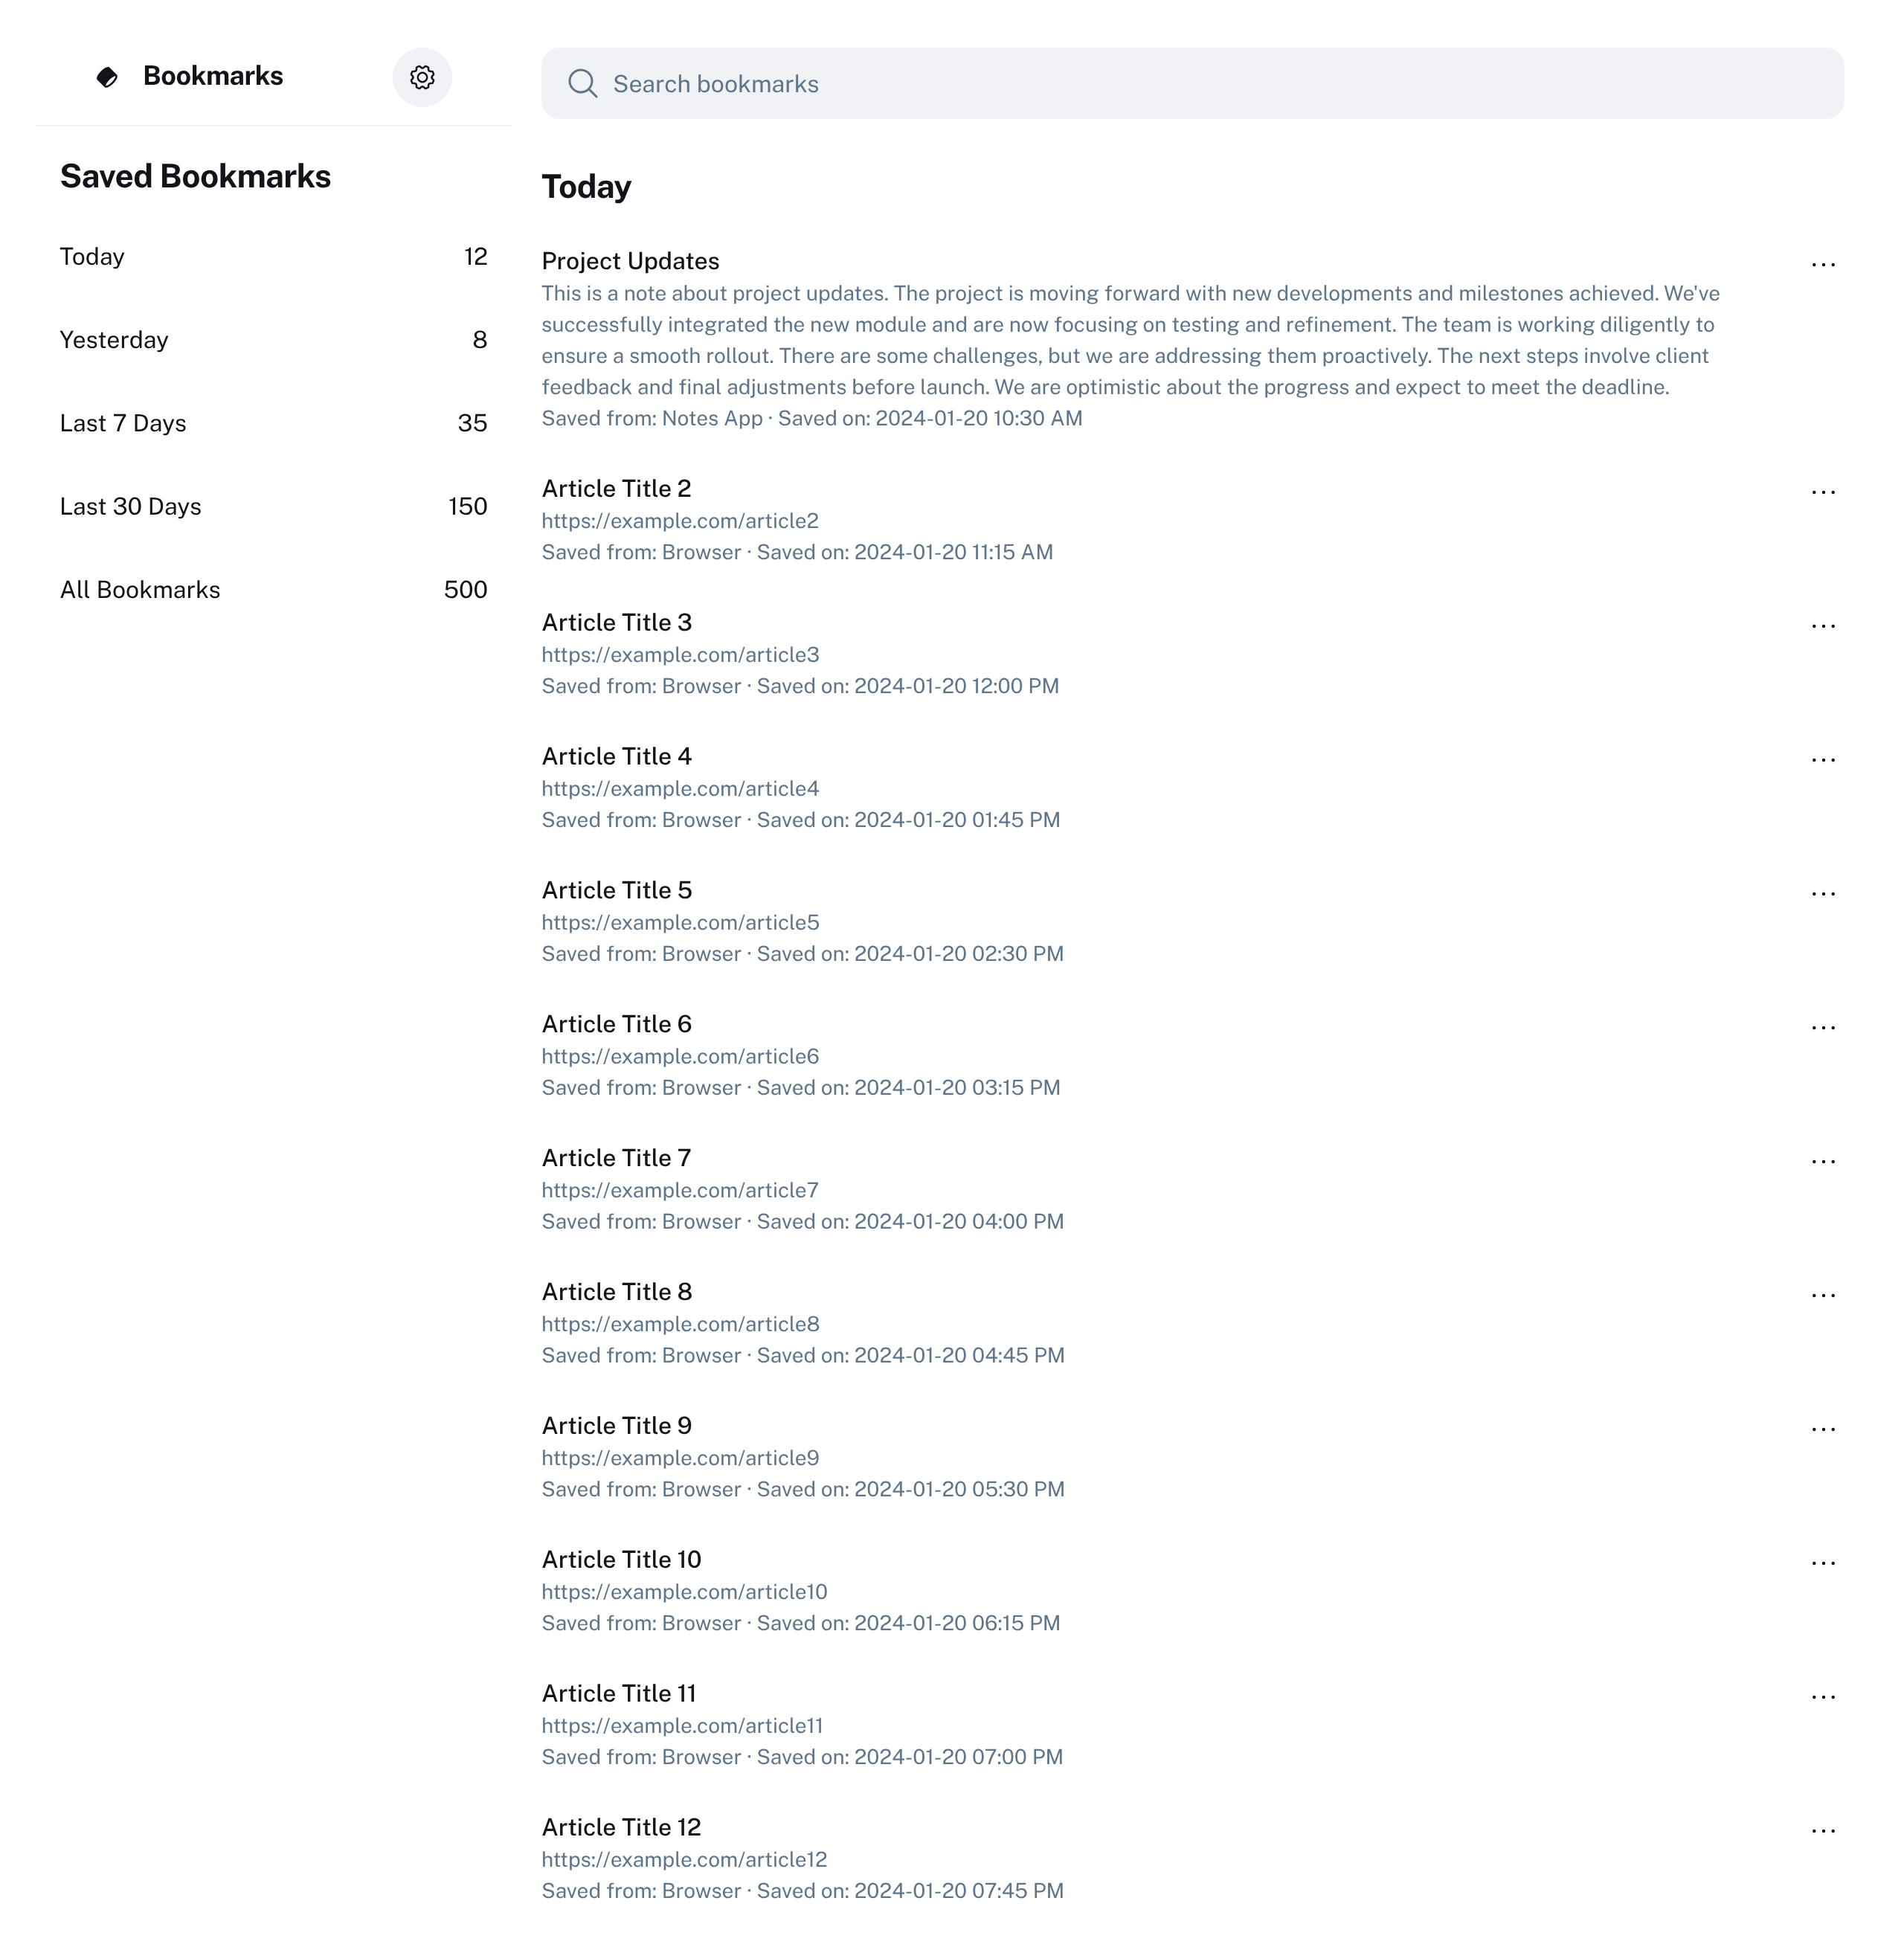 Bookmarks
Search bookmarks
Saved Bookmarks
Today 12
Yesterday 8
Last 7 Days 35
Last 30 Days 150
All Bookmarks 500
Today
Project Updates
This is a note about project updates. The project is moving forward with new developments and milestones achieved. We've
successfully integrated the new module and are now focusing on testing and refinement. The team is working diligently to
ensure a smooth rollout. There are some challenges, but we are addressing them proactively. The next steps involve client
feedback and final adjustments before launch. We are optimistic about the progress and expect to meet the deadline.
Saved from: Notes App · Saved on: 2024-01-20 10:30 AM
Article Title 2
https://example.com/article2
Saved from: Browser · Saved on: 2024-01-20 11:15 AM
Article Title 3
https://example.com/article3
Saved from: Browser · Saved on: 2024-01-20 12:00 PM
Article Title 4
https://example.com/article4
Saved from: Browser · Saved on: 2024-01-20 01:45 PM
Article Title 5
https://example.com/article5
Saved from: Browser · Saved on: 2024-01-20 02:30 PM
Article Title 6
https://example.com/article6
Saved from: Browser · Saved on: 2024-01-20 03:15 PM
Article Title 7
https://example.com/article7
Saved from: Browser · Saved on: 2024-01-20 04:00 PM
Article Title 8
https://example.com/article8
Saved from: Browser · Saved on: 2024-01-20 04:45 PM
Article Title 9
https://example.com/article9
Saved from: Browser · Saved on: 2024-01-20 05:30 PM
Article Title 10
https://example.com/article10
Saved from: Browser · Saved on: 2024-01-20 06:15 PM
Article Title 11
https://example.com/article11
Saved from: Browser · Saved on: 2024-01-20 07:00 PM
Article Title 12
https://example.com/article12
Saved from: Browser · Saved on: 2024-01-20 07:45 PM